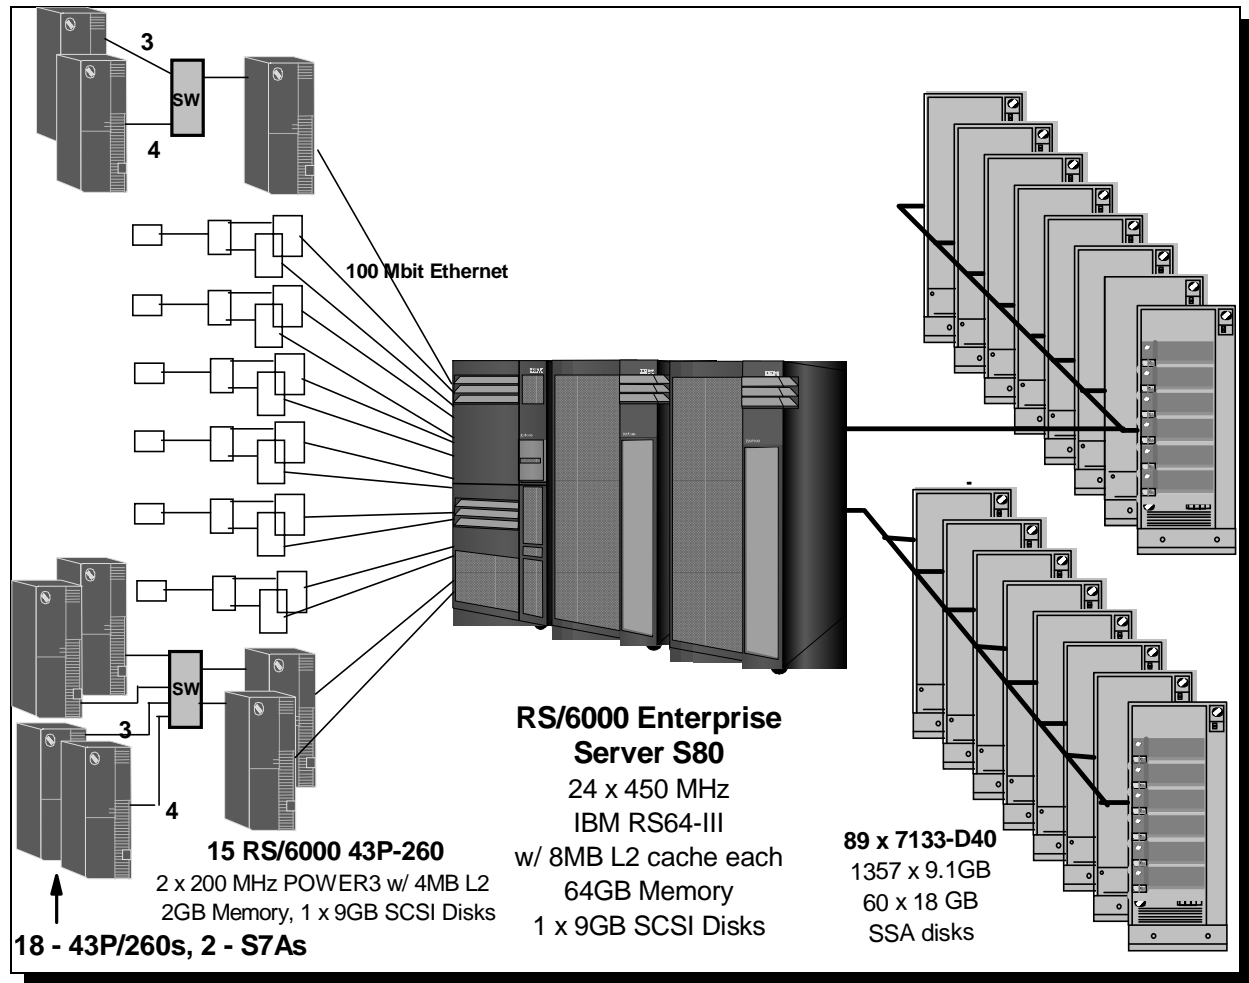 3
SW
4
100 Mbit Ethernet
SW
3
4
RS/6000 Enterprise
Server S80
24 x 450 MHz
IBM RS64-III
w/ 8MB L2 cache each
64GB Memory
1 x 9GB SCSI Disks
15 RS/6000 43P-260
2 x 200 MHz POWER3 w/ 4MB L2
2GB Memory, 1 x 9GB SCSI Disks
18 - 43P/260s, 2 - S7As
89 x 7133-D40
1357 x 9.1GB
60 x 18 GB
SSA disks